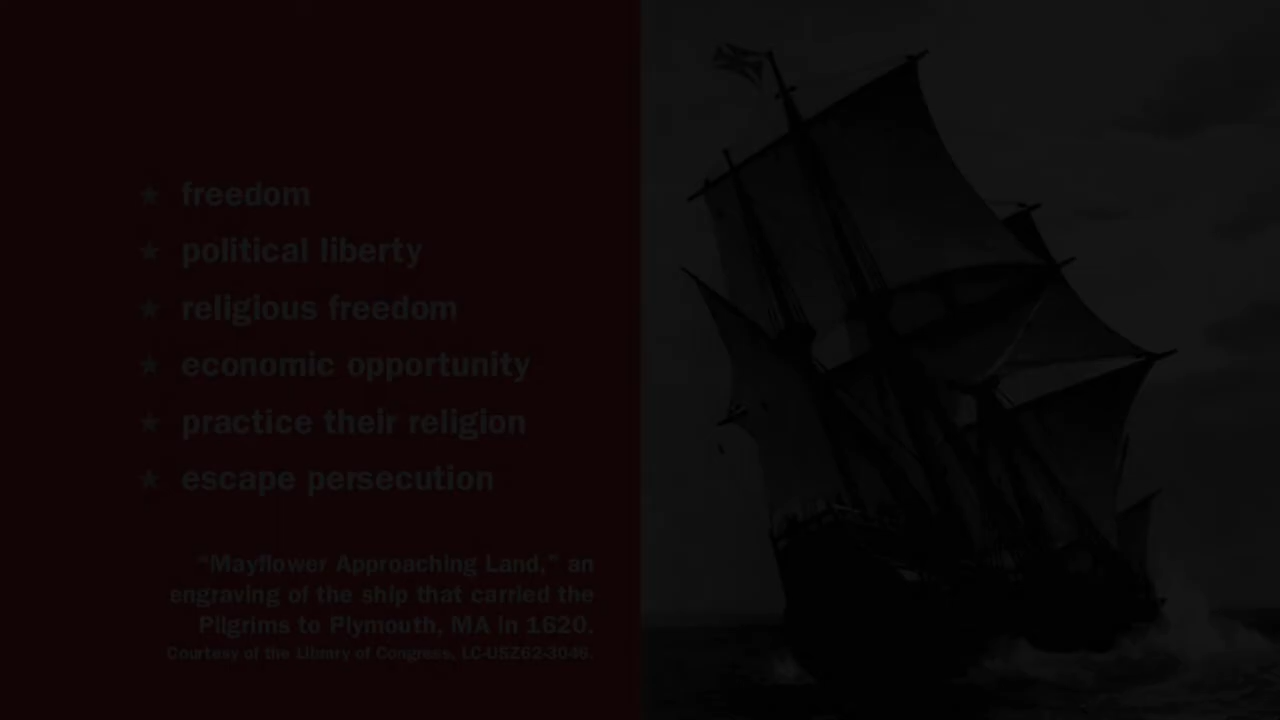 ★ freedom
★ political liberty
★ religious freedom
★ economic opportunity
★ practice their religion
★ escape persecution
“Mayflower Approaching Land,” an
engraving of the ship that carried the
Pilgrims to Plymouth, MA in 1620.
Courtesy of the Library of Congress, LC-USZ62-3046.